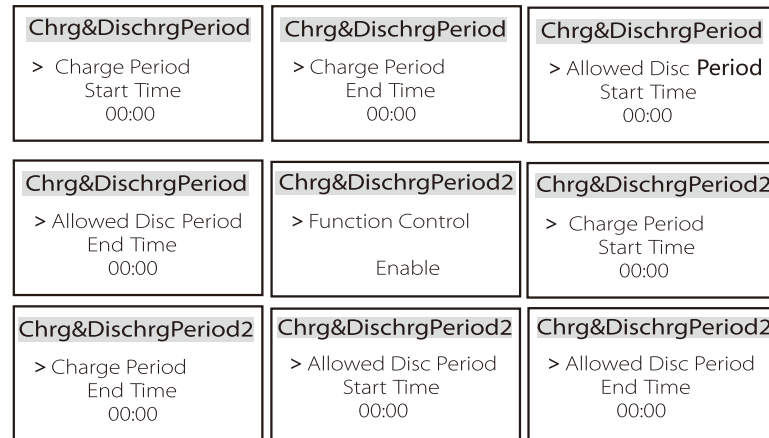 Chrg&DischrgPeriod
> Charge Period
Start Time
00:00
Chrg&DischrgPeriod
> Charge Period
End Time
00:00
Chrg&DischrgPeriod
> Allowed Disc Period
Start Time
00:00
Chrg&DischrgPeriod
> Allowed Disc Period
End Time
00:00
Chrg&DischrgPeriod2
> Function Control
Enable
Chrg&DischrgPeriod2
> Charge Period
Start Time
00:00
Chrg&DischrgPeriod2
> Charge Period
End Time
00:00
Chrg&DischrgPeriod2
> Allowed Disc Period
Start Time
00:00
Chrg&DischrgPeriod2
> Allowed Disc Period
End Time
00:00